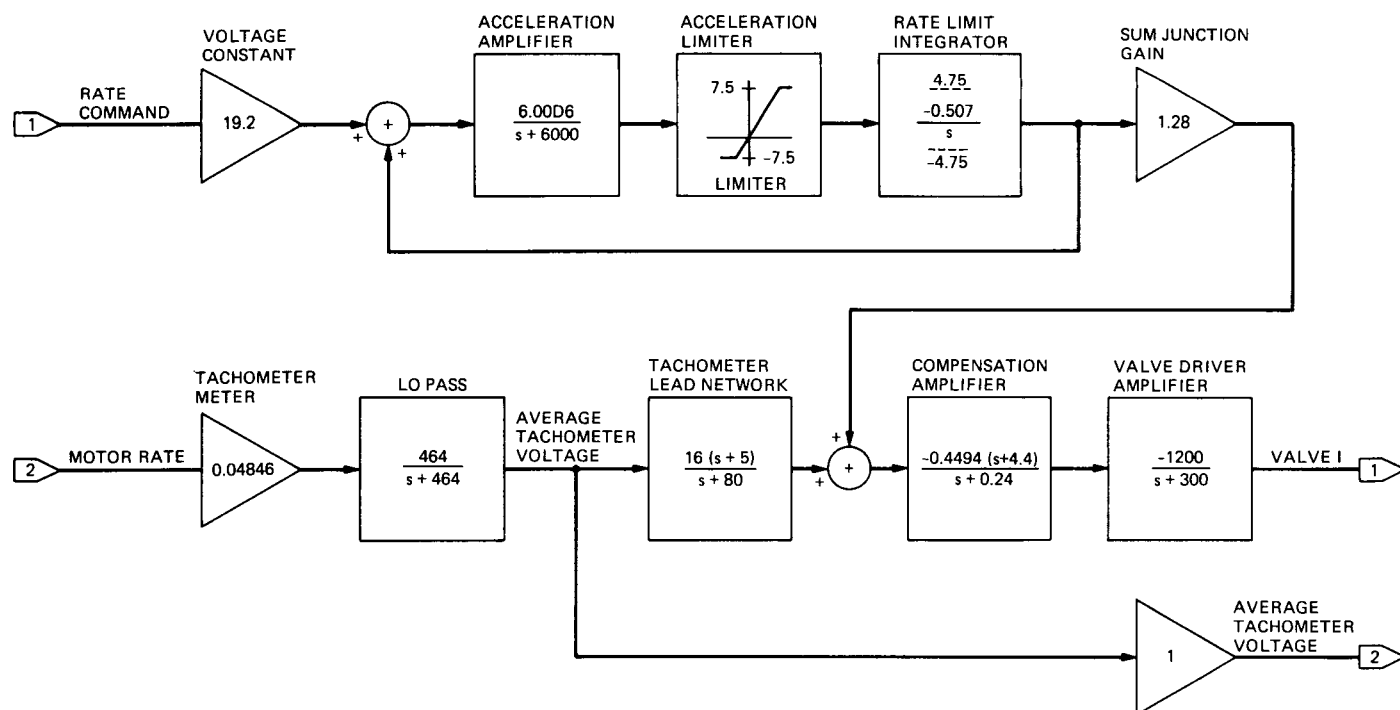 VOLTAGE
CONSTANT
ACCELERATION
AMPLIFIER
ACCELERATION
LIMITER
RATE LIMIT
INTEGRATOR
SUM JUNCTION
GAIN
1
RATE
COMMAND
19.2
+
+
+
6.00D6
s + 6000
7.5
-7.5
LIMITER
4.75
-0.507
s
-4.75
1.28
TACHOMETER
METER
LO PASS
AVERAGE
TACHOMETER
VOLTAGE
TACHOMETER
LEAD NETWORK
COMPENSATION
AMPLIFIER
VALVE DRIVER
AMPLIFIER
2
MOTOR RATE
0.04846
464
s + 464
16 (s + 5)
s + 80
+
+
+
-0.4494 (s+4.4)
s + 0.24
-1200
s + 300
VALVE I
1
1
AVERAGE
TACHOMETER
VOLTAGE
2